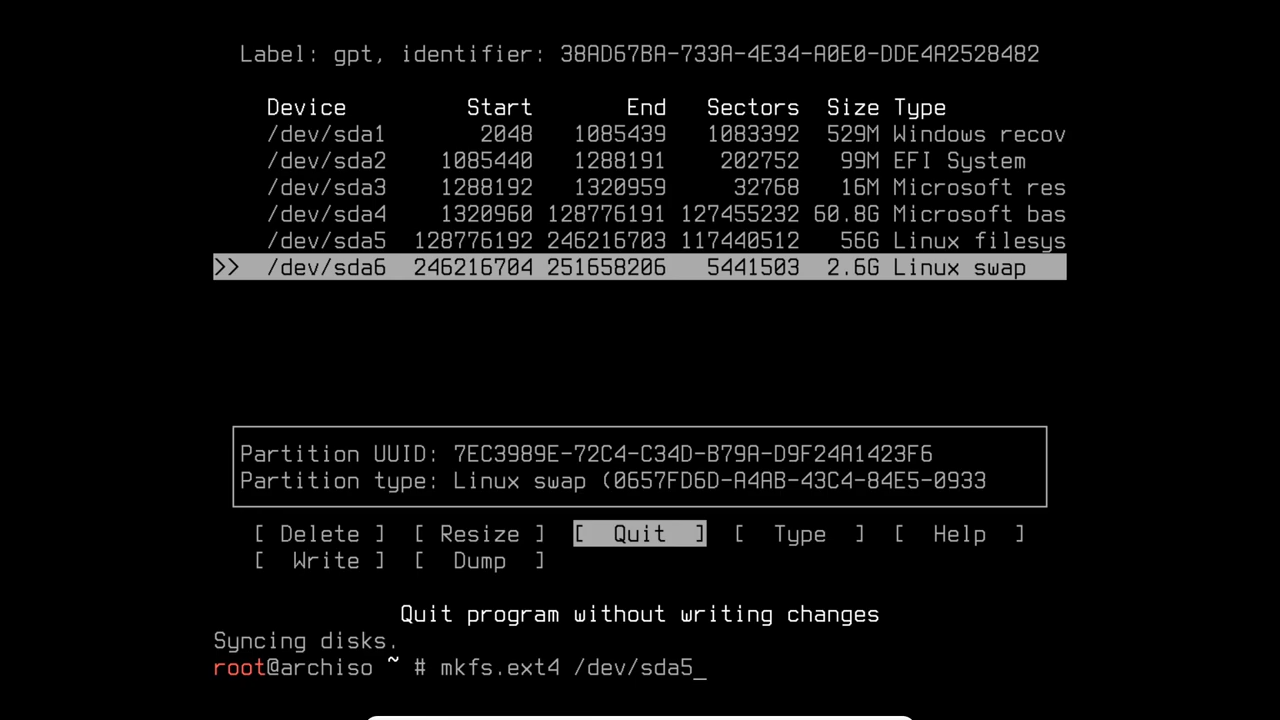 Label: gpt, identifier: 38AD67BA-733A-4E34-A0E0-DDE4A2528482
Device Start End Sectors Size Type
/dev/sda1 2048 1085439 1083392 529M Windows recov
/dev/sda2 1085440 1288191 202752 99M EFI System
/dev/sda3 1288192 1320959 32768 16M Microsoft res
/dev/sda4 1320960 128776191 127455232 60.8G Microsoft bas
/dev/sda5 128776192 246216703 117440512 56G Linux filesys
>> /dev/sda6 246216704 251658206 5441503 2.6G Linux swap
Partition UUID: 7EC3989E-72C4-C34D-B79A-D9F24A1423F6
Partition type: Linux swap (0657FD6D-A4AB-43C4-84E5-0933
[ Delete ] [ Resize ] [ Quit ] [ Type ] [ Help ]
[ Write ] [ Dump ]
Quit program without writing changes
Syncing disks.
root@archiso ~ # mkfs.ext4 /dev/sda5_